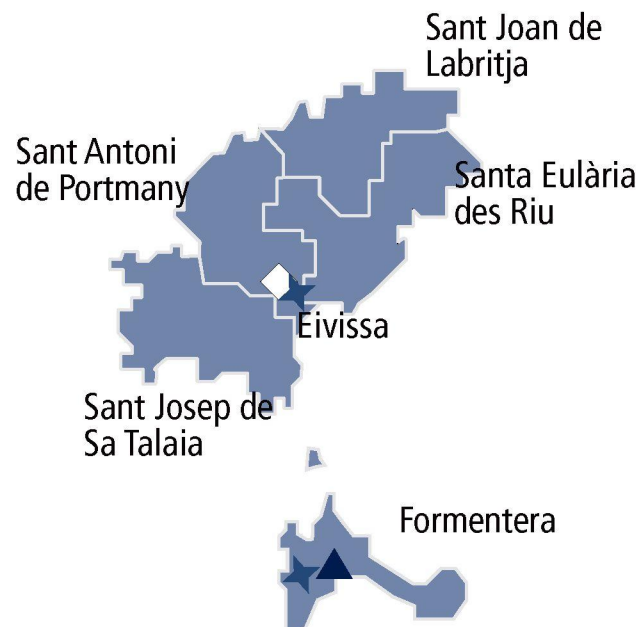 Sant Joan de
Labritja
Sant Antoni
de Portmany
Santa Eulària
des Riu
Eivissa
Sant Josep de
Sa Talaia
Formentera